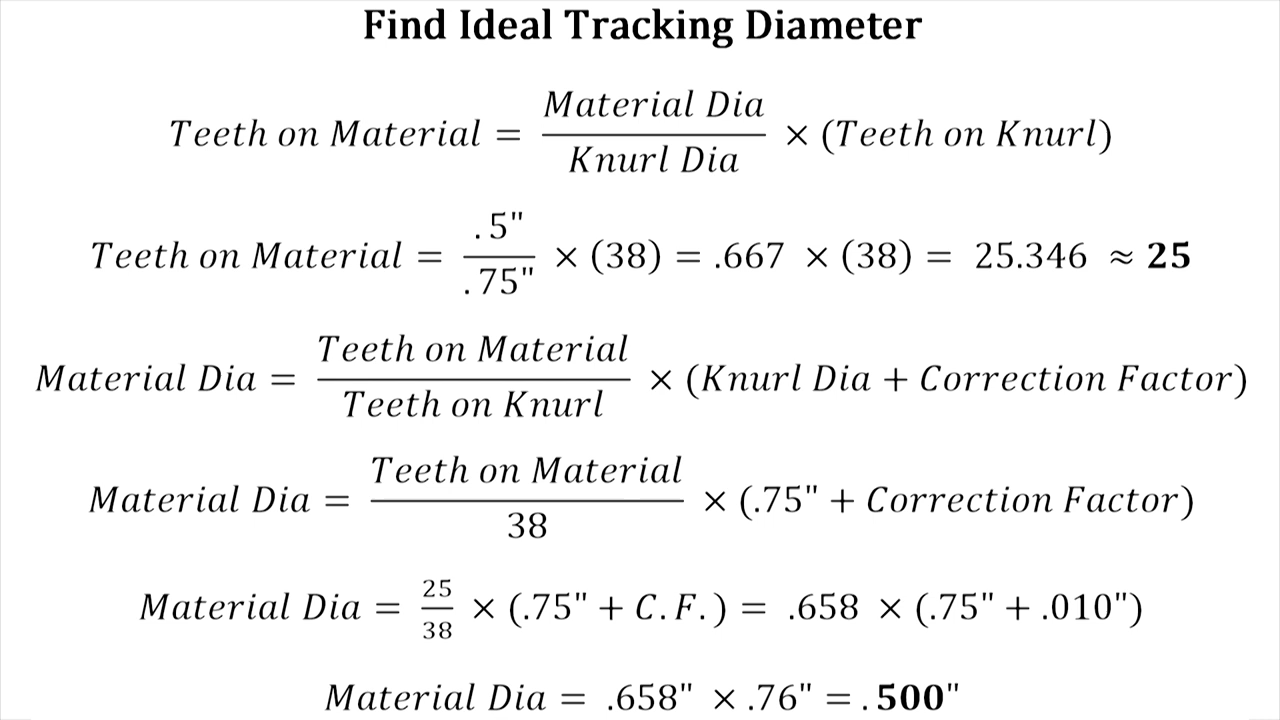 Find Ideal Tracking Diameter
Teeth on Material = Material Dia / Knurl Dia × (Teeth on Knurl)
Teeth on Material = .5" / .75" × (38) = .667 × (38) = 25.346 ≈ 25
Material Dia = Teeth on Material / Teeth on Knurl × (Knurl Dia + Correction Factor)
Material Dia = Teeth on Material / 38 × (.75" + Correction Factor)
Material Dia = 25/38 × (.75" + C.F.) = .658 × (.75" + .010")
Material Dia = .658" × .76" = .500"